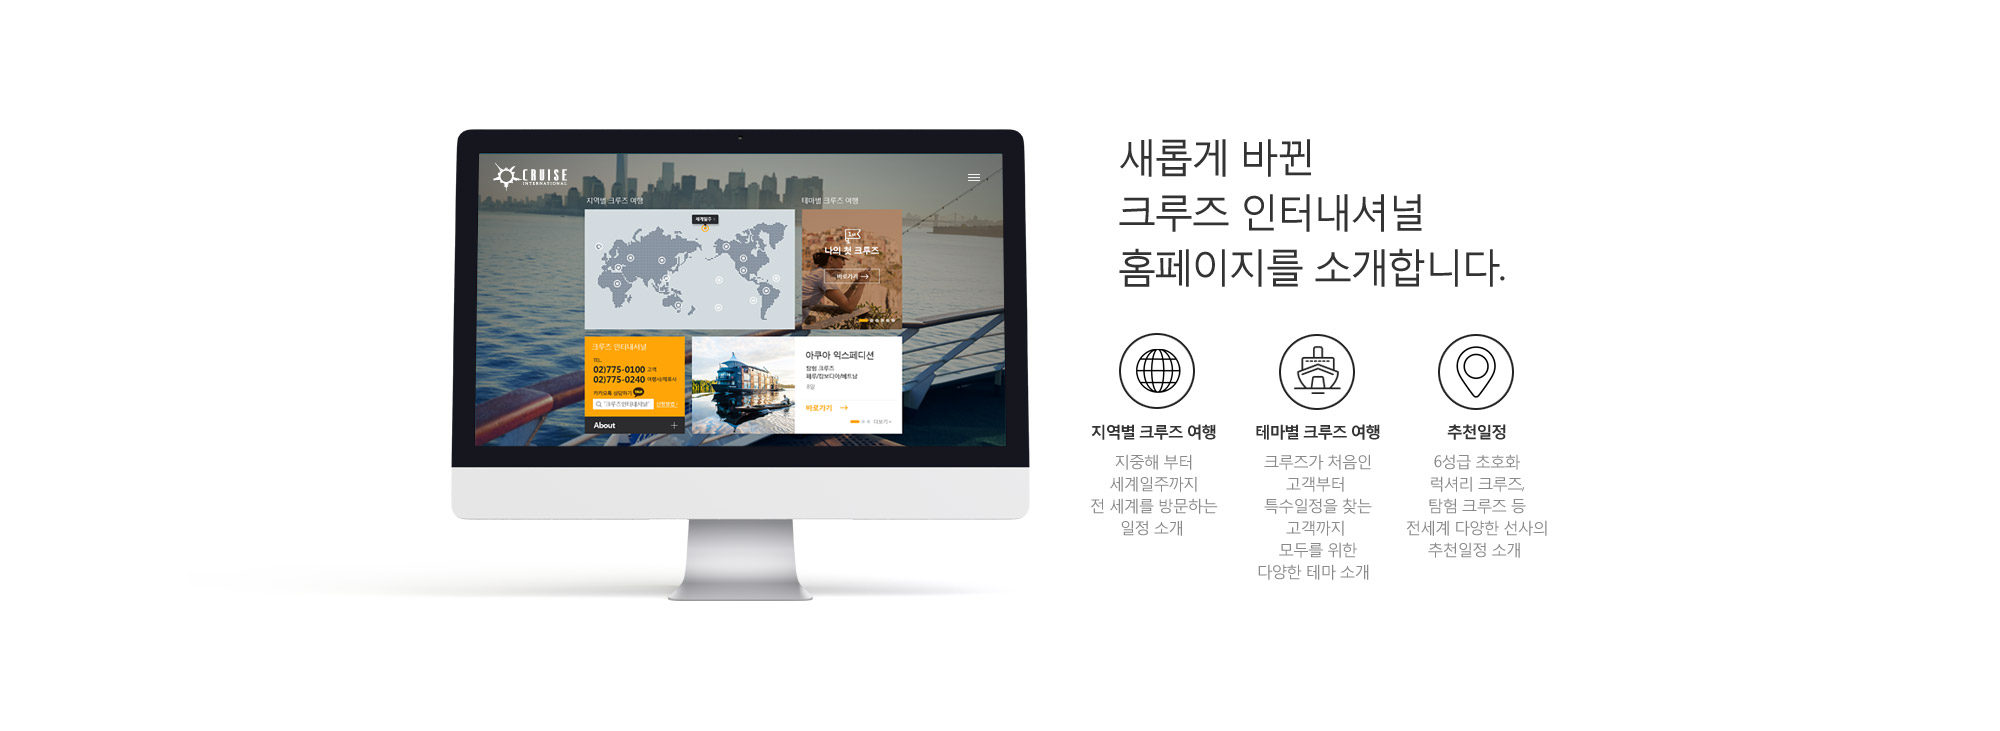 CRUISE
INTERNATIONAL
지역별 크루즈 여행
테마별 크루즈 여행
세계일주
나의 첫 크루즈
바로가기
크루즈 인터내셔널
TEL.
02)775-0100 고객
02)775-0240 여행사/제휴사
카카오톡 상담하기
"크루즈인터내셔널"
About
아쿠아 익스페디션
탐험 크루즈
페루/캄보디아/베트남
8일
바로가기
더보기 +
새롭게 바뀐
크루즈 인터내셔널
홈페이지를 소개합니다.
지역별 크루즈 여행
지중해 부터
세계일주까지
전 세계를 방문하는
일정 소개
테마별 크루즈 여행
크루즈가 처음인
고객부터
특수일정을 찾는
고객까지
모두를 위한
다양한 테마 소개
추천일정
6성급 초호화
럭셔리 크루즈,
탐험 크루즈 등
전세계 다양한 선사의
추천일정 소개